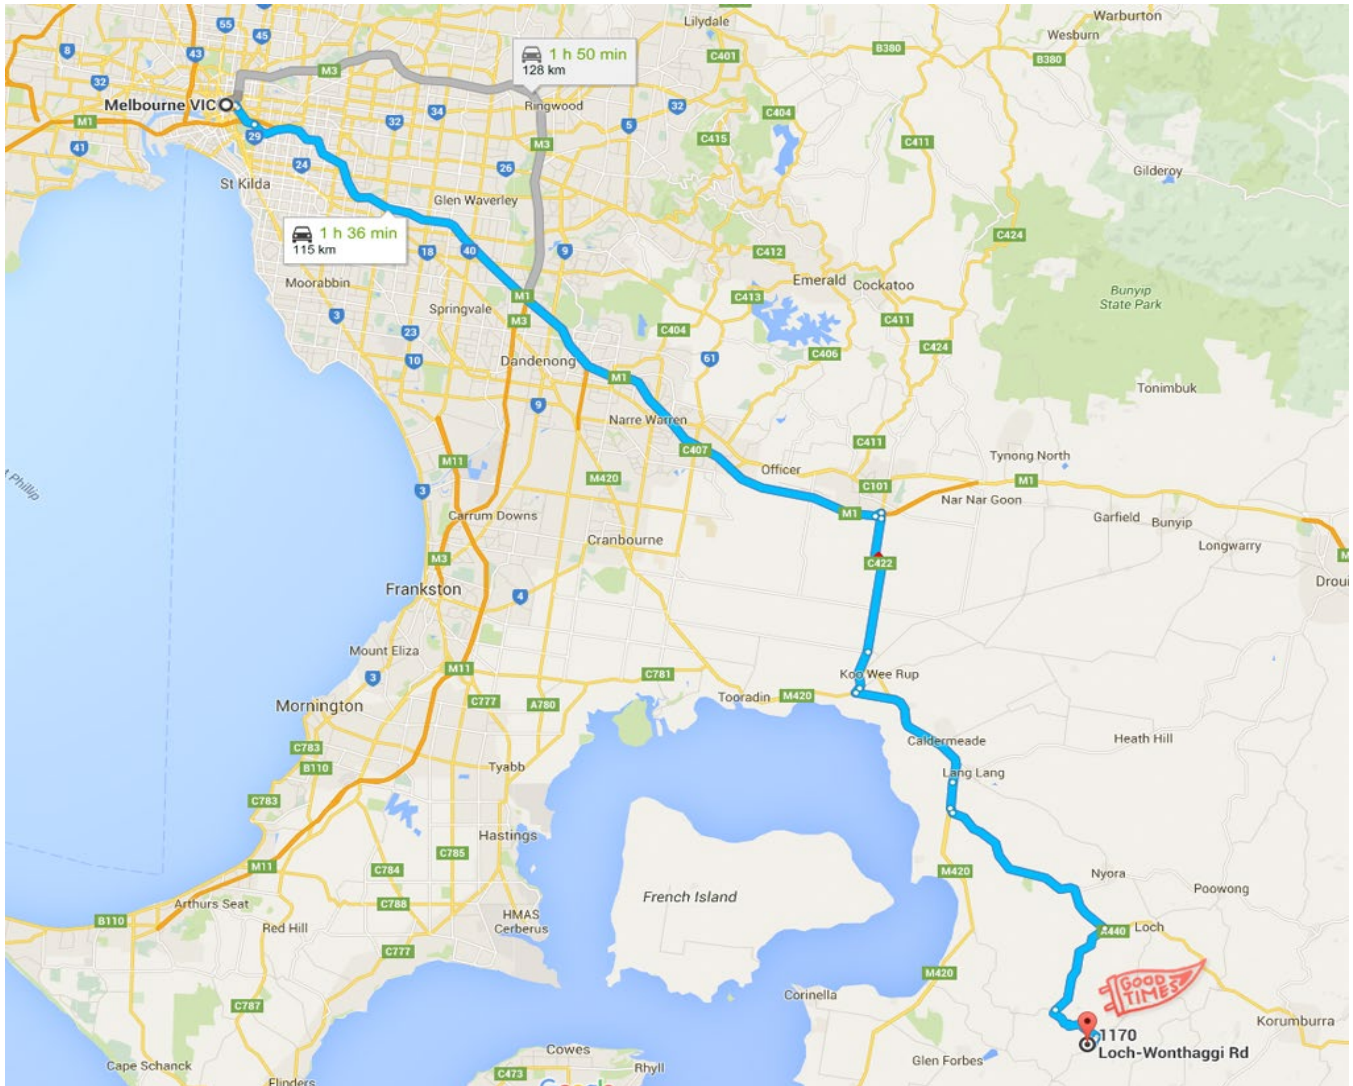 Lilydale
Warburton
Wesburn
55
45
43
8
C401
B380
B380
1 h 50 min
128 km
M3
32
32
Melbourne VIC
Ringwood
34
32
C404
M1
29
5
C415
C411
41
24
M3
26
Gilderoy
St Kilda
Glen Waverley
C411
1 h 36 min
115 km
18
40
9
C412
C424
Moorabbin
M1
Emerald
Cockatoo
C413
Bunyip
State Park
Springvale
3
M3
C404
C411
23
C424
10
Dandenong
61
C406
M1
Tonimbuk
9
Narre Warren
C411
C407
Phillip
M11
M420
Officer
Tynong North
C101
M1
3
Nar Nar Goon
Carrum Downs
M1
Garfield
Bunyip
Cranbourne
Longwarry
M3
C422
M
Frankston
4
Droui
Mount Eliza
3
M11
C781
Koo Wee Rup
C777
A780
Tooradin
M420
Mornington
C783
Caldermeade
Heath Hill
B110
Tyabb
Lang Lang
C783
Hastings
C785
M11
C784
M420
Nyora
Poowong
Arthurs Seat
C788
French Island
B110
Red Hill
HMAS
Cerberus
A440
Loch
C777
M420
GOOD
TIMES
Corinella
C787
Korumburra
1170
Loch-Wonthaggi Rd
Cape Schanck
Cowes
Glen Forbes
Rhyll
C473
Flinders
Google